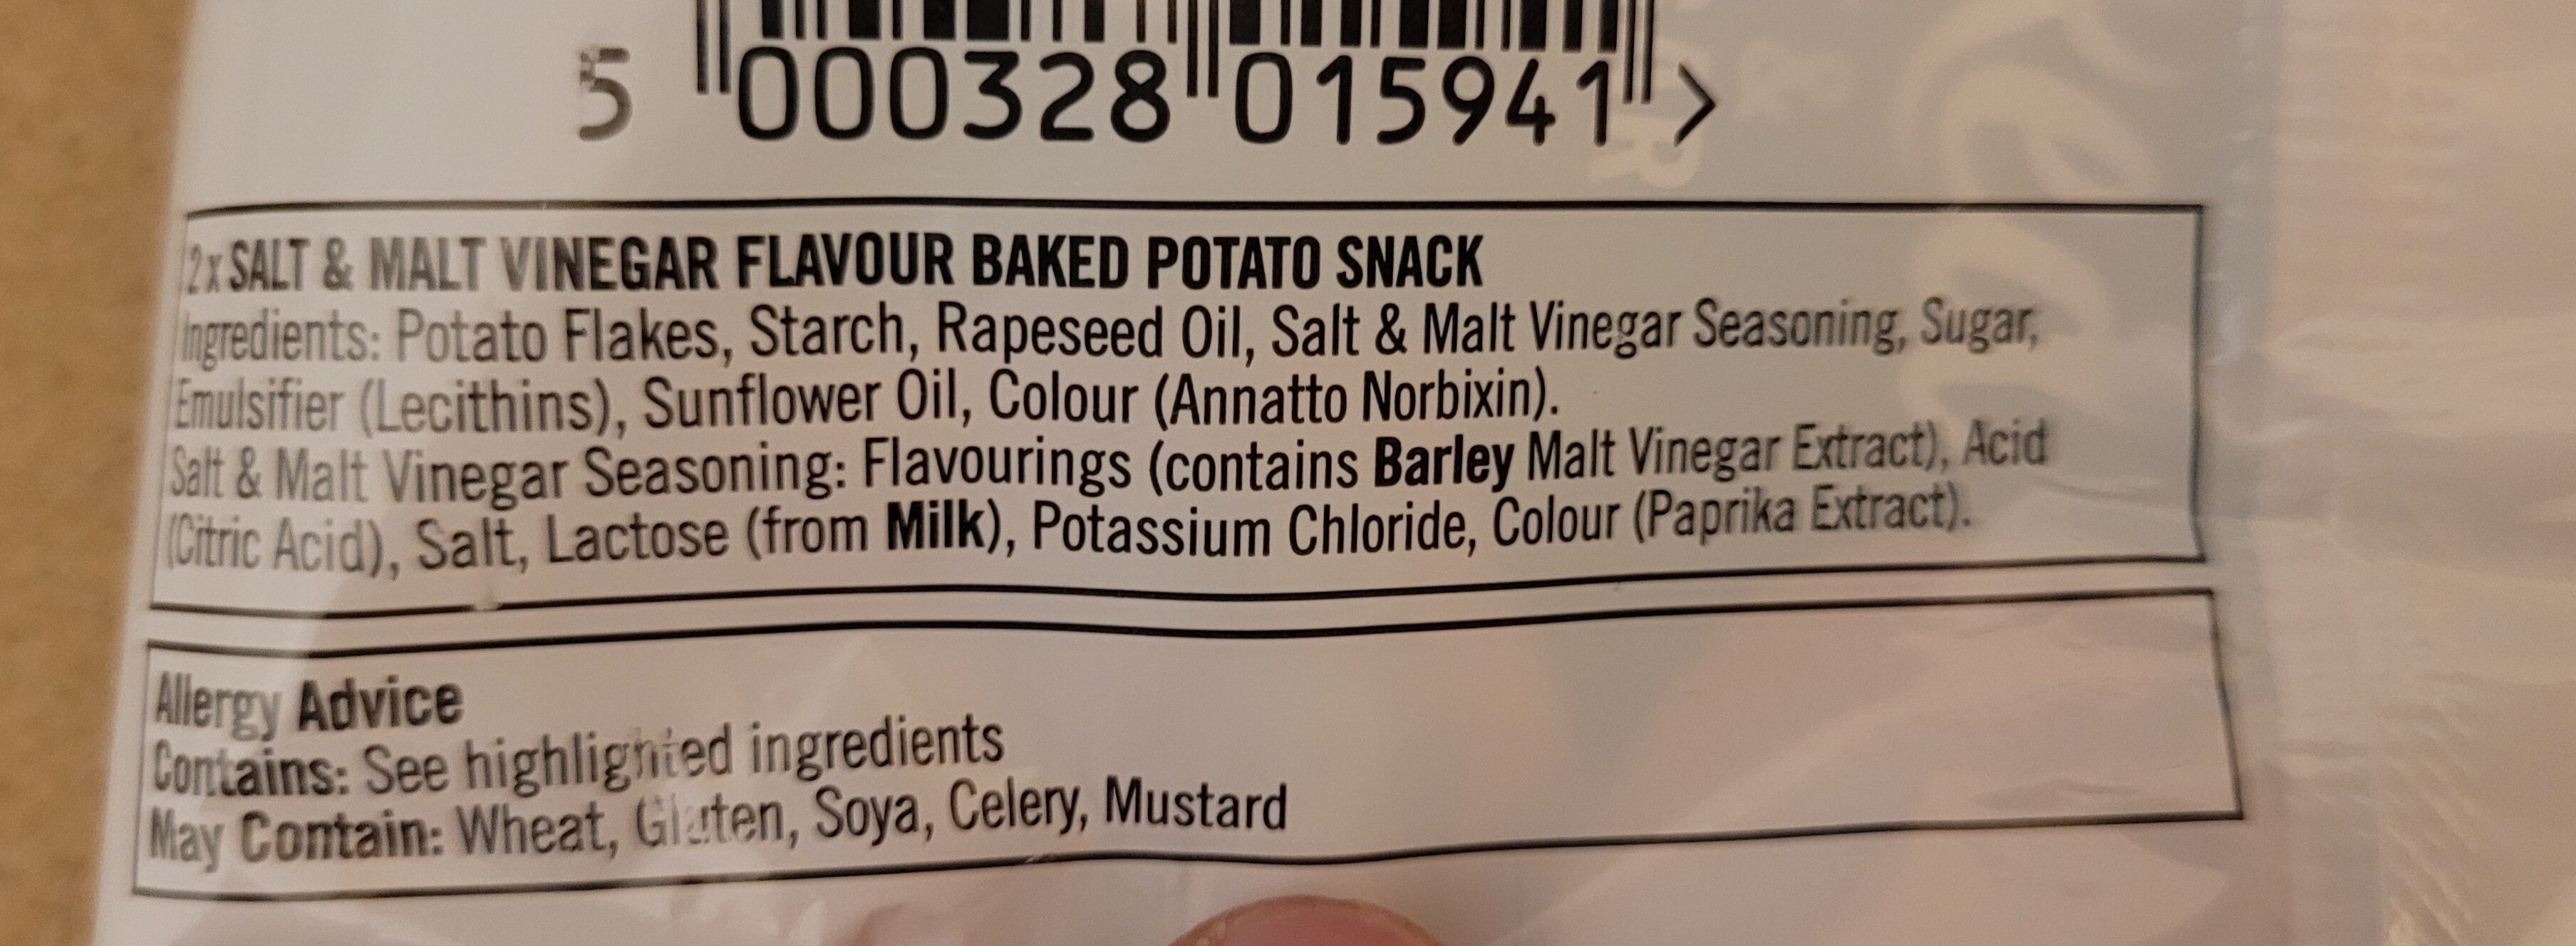 5 000328 015941 >
2x SALT & MALT VINEGAR FLAVOUR BAKED POTATO SNACK
Ingredients: Potato Flakes, Starch, Rapeseed Oil, Salt & Malt Vinegar Seasoning, Sugar,
Emulsifier (Lecithins), Sunflower Oil, Colour (Annatto Norbixin).
Salt & Malt Vinegar Seasoning: Flavourings (contains Barley Malt Vinegar Extract), Acid
(Citric Acid), Salt, Lactose (from Milk), Potassium Chloride, Colour (Paprika Extract).
Allergy Advice
Contains: See highlighted ingredients
May Contain: Wheat, Gluten, Soya, Celery, Mustard